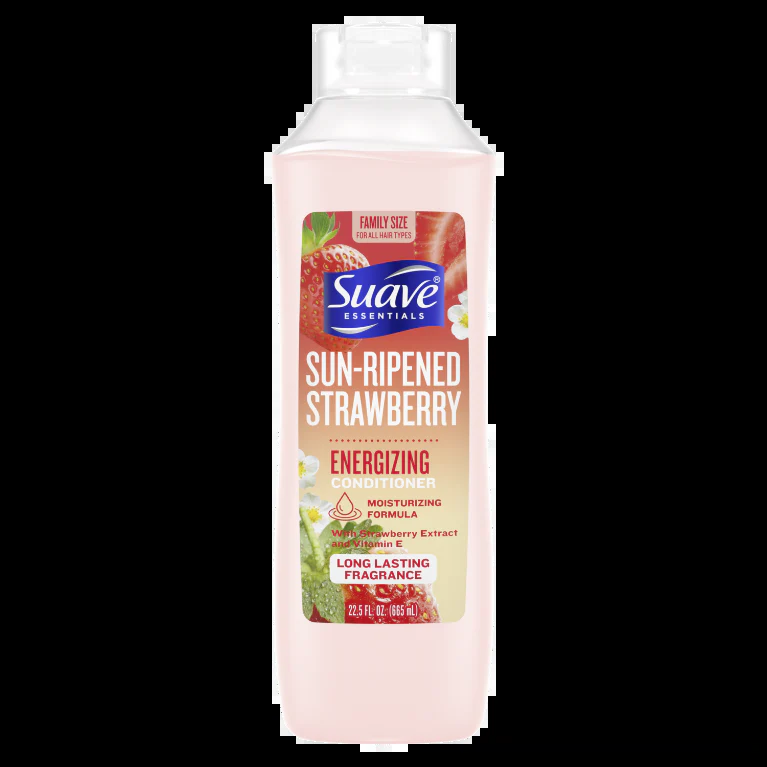 FAMILY SIZE
FOR ALL HAIR TYPES
Suave®
ESSENTIALS
SUN-RIPENED
STRAWBERRY
ENERGIZING
CONDITIONER
MOISTURIZING
FORMULA
With Strawberry Extract
and Vitamin E
LONG LASTING
FRAGRANCE
22.5 FL. OZ. (665 mL)